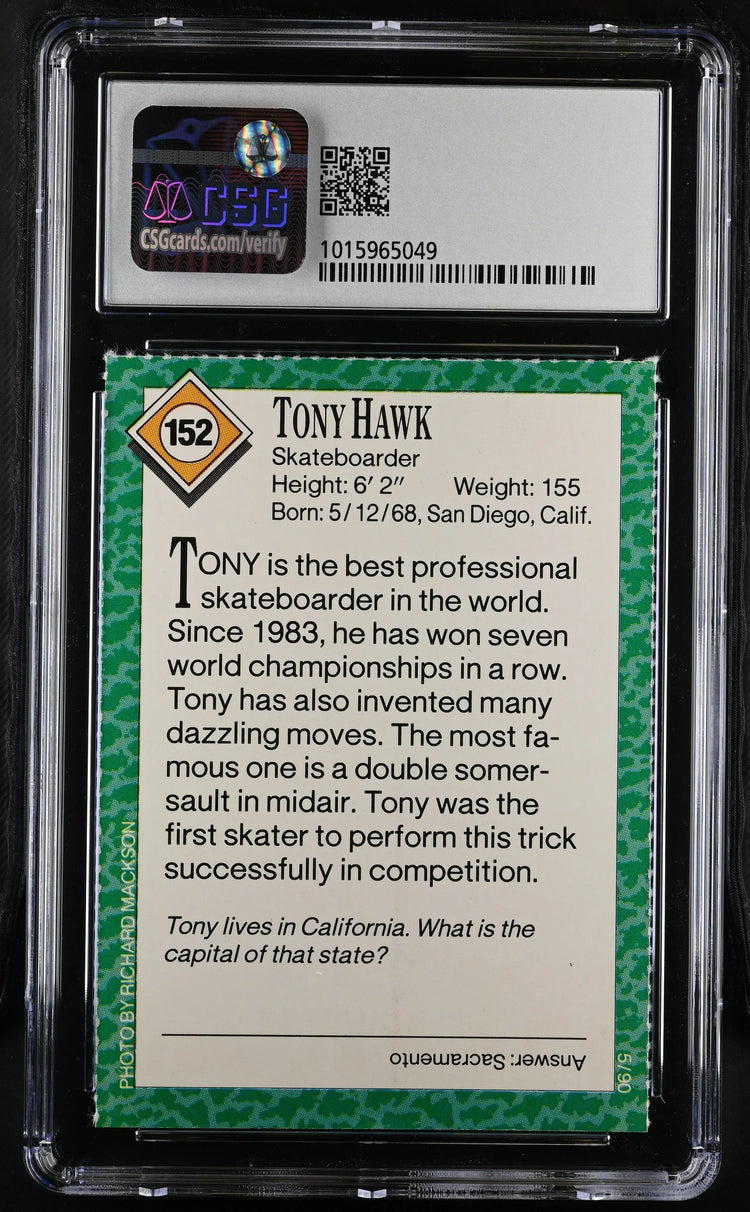 CSG
CSGcards.com/verify
1015965049
152
TONY HAWK
Skateboarder
Height: 6′ 2″ Weight: 155
Born: 5/12/68, San Diego, Calif.
TONY is the best professional
skateboarder in the world.
Since 1983, he has won seven
world championships in a row.
Tony has also invented many
dazzling moves. The most fa-
mous one is a double somer-
sault in midair. Tony was the
first skater to perform this trick
successfully in competition.
Tony lives in California. What is the
capital of that state?
Answer: Sacramento
PHOTO BY RICHARD MACKSON
5/90